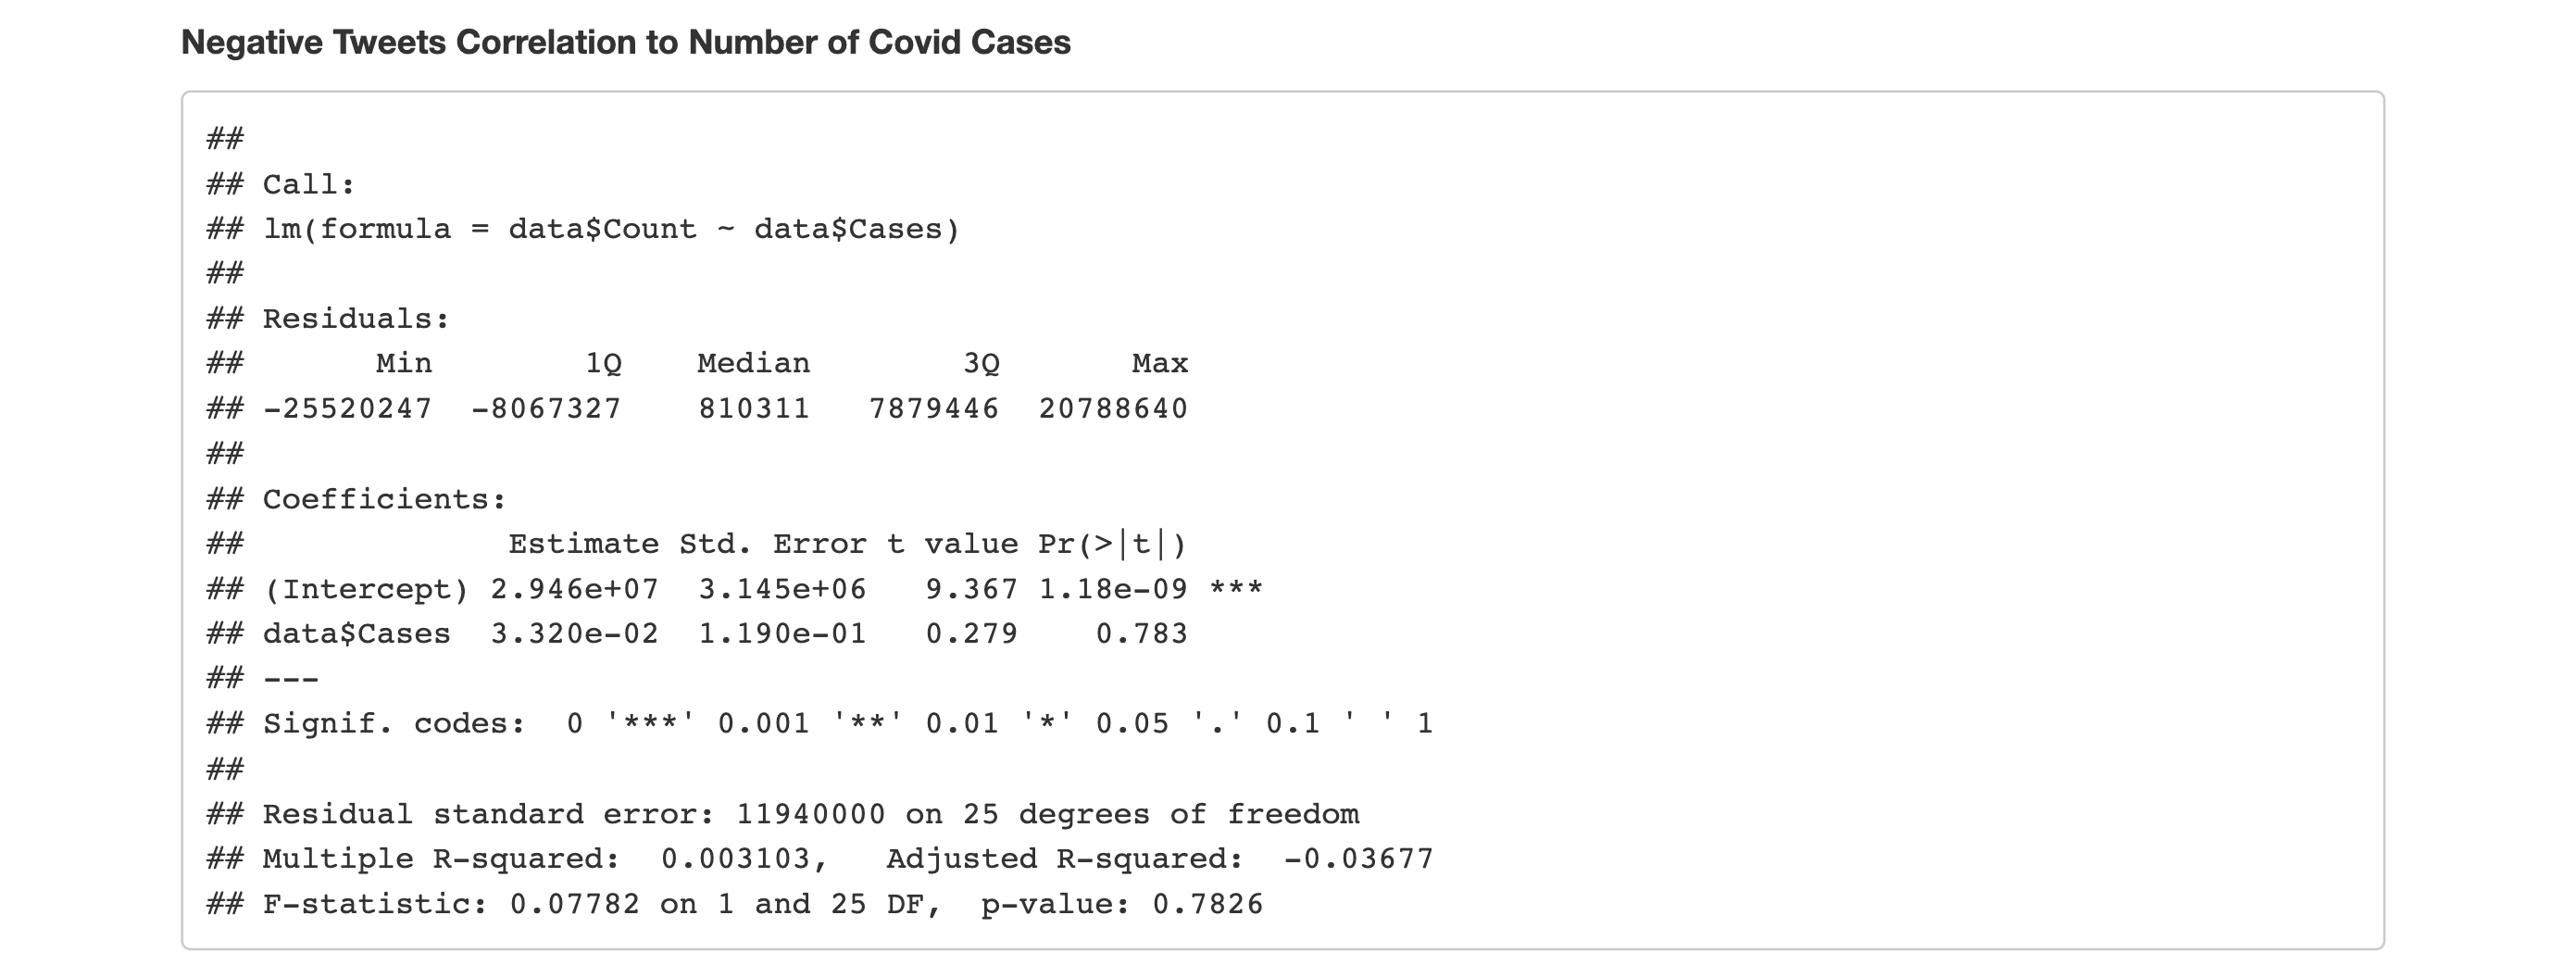 Negative Tweets Correlation to Number of Covid Cases
##
## Call:
## lm(formula = data$Count ~ data$Cases)
##
## Residuals:
##       Min        1Q    Median        3Q       Max
## -25520247  -8067327    810311   7879446  20788640
##
## Coefficients:
##              Estimate Std. Error t value Pr(>|t|)
## (Intercept) 2.946e+07  3.145e+06   9.367 1.18e-09 ***
## data$Cases  3.320e-02  1.190e-01   0.279    0.783
## ---
## Signif. codes:  0 '***' 0.001 '**' 0.01 '*' 0.05 '.' 0.1 ' ' 1
##
## Residual standard error: 11940000 on 25 degrees of freedom
## Multiple R-squared:  0.003103,   Adjusted R-squared:  -0.03677
## F-statistic: 0.07782 on 1 and 25 DF,  p-value: 0.7826